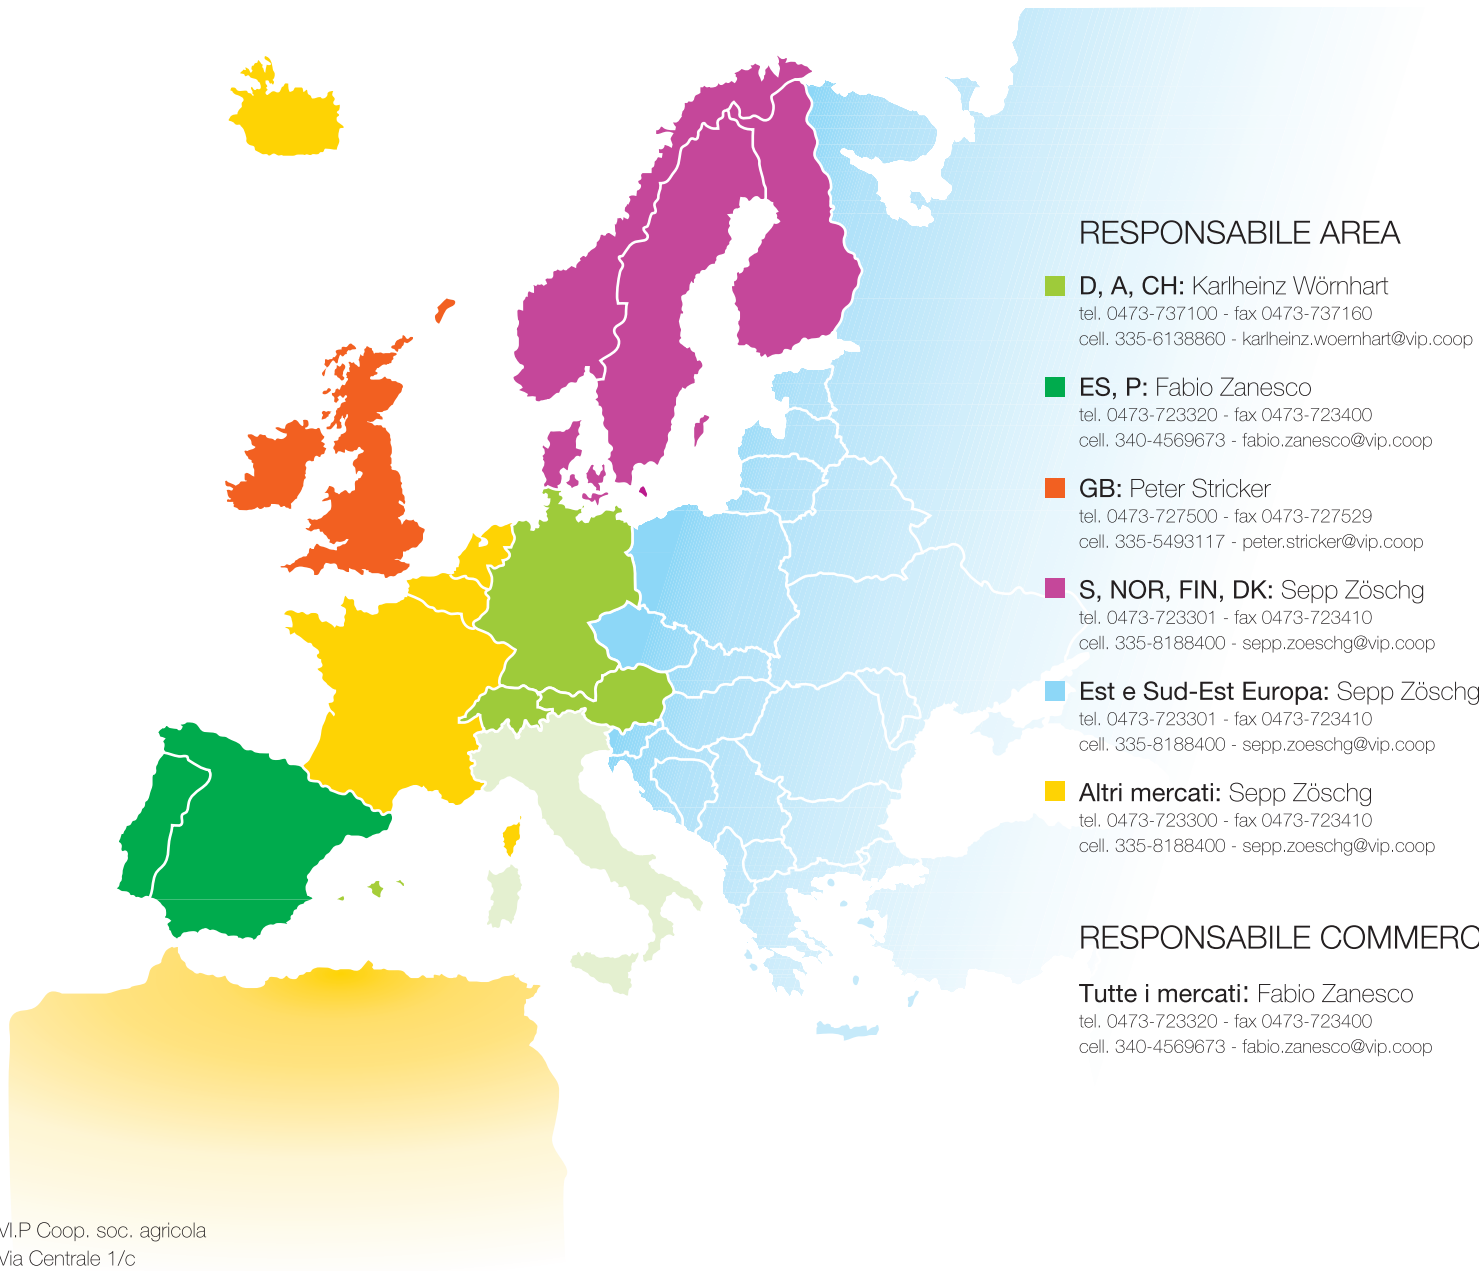 RESPONSABILE AREA
D, A, CH: Karlheinz Wörnhart
tel. 0473-737100 - fax 0473-737160
cell. 335-6138860 - karlheinz.woernhart@vip.coop
ES, P: Fabio Zanesco
tel. 0473-723320 - fax 0473-723400
cell. 340-4569673 - fabio.zanesco@vip.coop
GB: Peter Stricker
tel. 0473-727500 - fax 0473-727529
cell. 335-5493117 - peter.stricker@vip.coop
S, NOR, FIN, DK: Sepp Zöschg
tel. 0473-723301 - fax 0473-723410
cell. 335-8188400 - sepp.zoeschg@vip.coop
Est e Sud-Est Europa: Sepp Zöschg
tel. 0473-723301 - fax 0473-723410
cell. 335-8188400 - sepp.zoeschg@vip.coop
Altri mercati: Sepp Zöschg
tel. 0473-723300 - fax 0473-723410
cell. 335-8188400 - sepp.zoeschg@vip.coop
RESPONSABILE COMMERC
Tutte i mercati: Fabio Zanesco
tel. 0473-723320 - fax 0473-723400
cell. 340-4569673 - fabio.zanesco@vip.coop
VI.P Coop. soc. agricola
Via Centrale 1/c